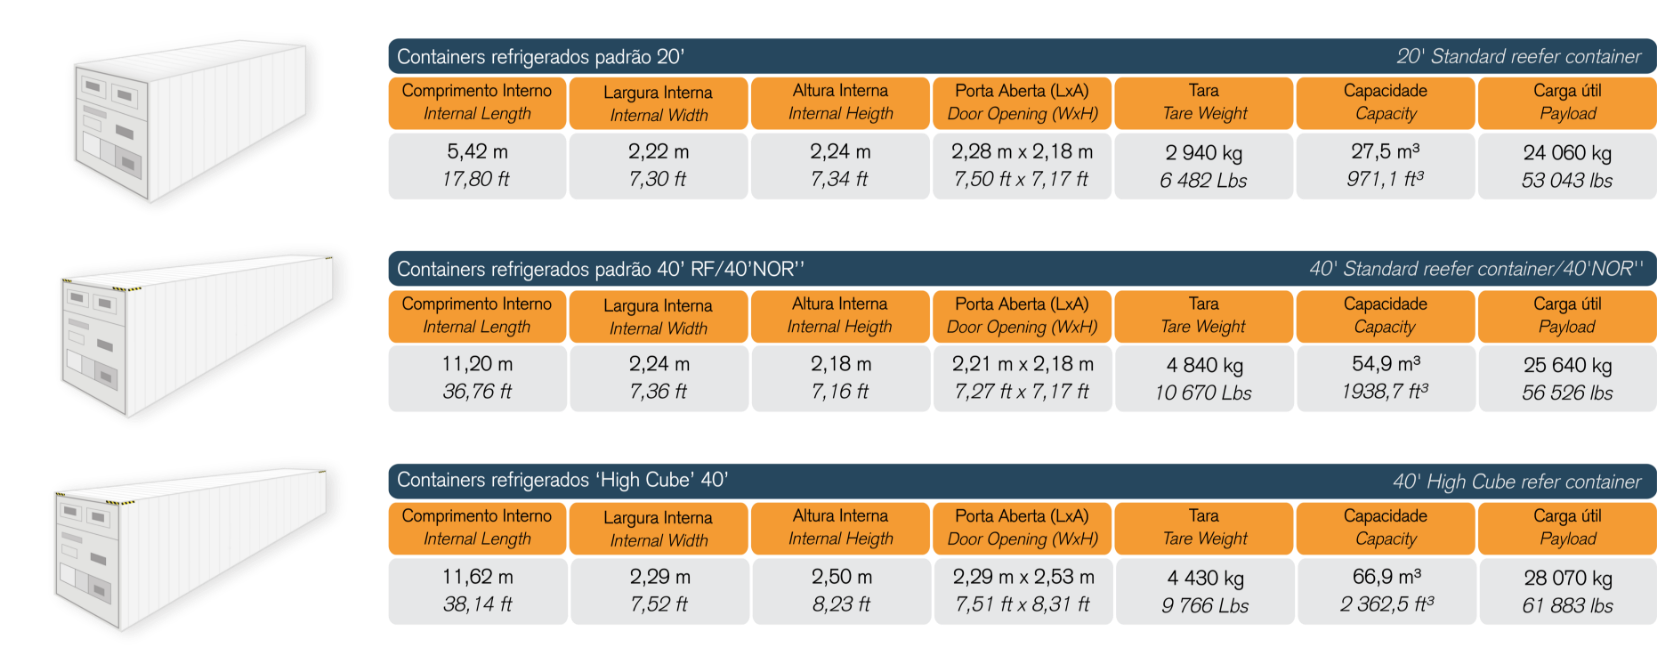 Containers refrigerados padrão 20’ 20' Standard reefer container
Comprimento Interno Largura Interna Altura Interna Porta Aberta (LxA) Tara Capacidade Carga útil
Internal Length Internal Width Internal Heigth Door Opening (WxH) Tare Weight Capacity Payload
5,42 m 2,22 m 2,24 m 2,28 m x 2,18 m 2 940 kg 27,5 m³ 24 060 kg
17,80 ft 7,30 ft 7,34 ft 7,50 ft x 7,17 ft 6 482 Lbs 971,1 ft³ 53 043 lbs
Containers refrigerados padrão 40’ RF/40’NOR’’ 40' Standard reefer container/40'NOR''
Comprimento Interno Largura Interna Altura Interna Porta Aberta (LxA) Tara Capacidade Carga útil
Internal Length Internal Width Internal Heigth Door Opening (WxH) Tare Weight Capacity Payload
11,20 m 2,24 m 2,18 m 2,21 m x 2,18 m 4 840 kg 54,9 m³ 25 640 kg
36,76 ft 7,36 ft 7,16 ft 7,27 ft x 7,17 ft 10 670 Lbs 1938,7 ft³ 56 526 lbs
Containers refrigerados ‘High Cube’ 40’ 40' High Cube refer container
Comprimento Interno Largura Interna Altura Interna Porta Aberta (LxA) Tara Capacidade Carga útil
Internal Length Internal Width Internal Heigth Door Opening (WxH) Tare Weight Capacity Payload
11,62 m 2,29 m 2,50 m 2,29 m x 2,53 m 4 430 kg 66,9 m³ 28 070 kg
38,14 ft 7,52 ft 8,23 ft 7,51 ft x 8,31 ft 9 766 Lbs 2 362,5 ft³ 61 883 lbs